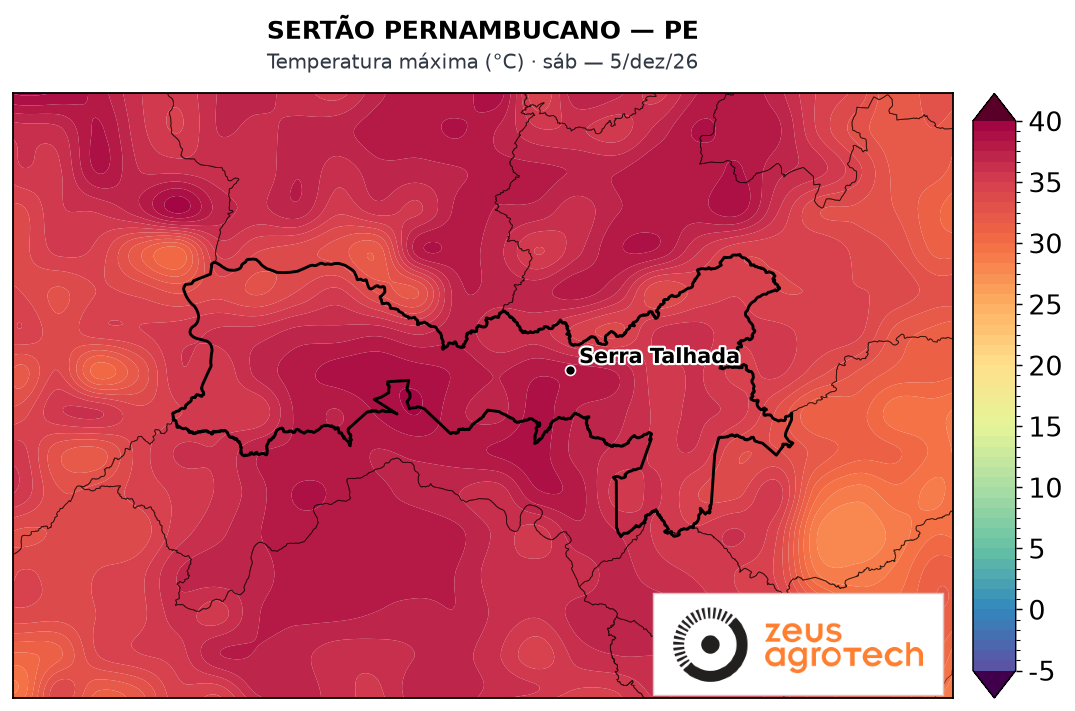 SERTÃO PERNAMBUCANO — PE
Temperatura máxima (°C) · sáb — 5/dez/26
Serra Talhada
40
35
30
25
20
15
10
5
0
-5
zeus
agrotech